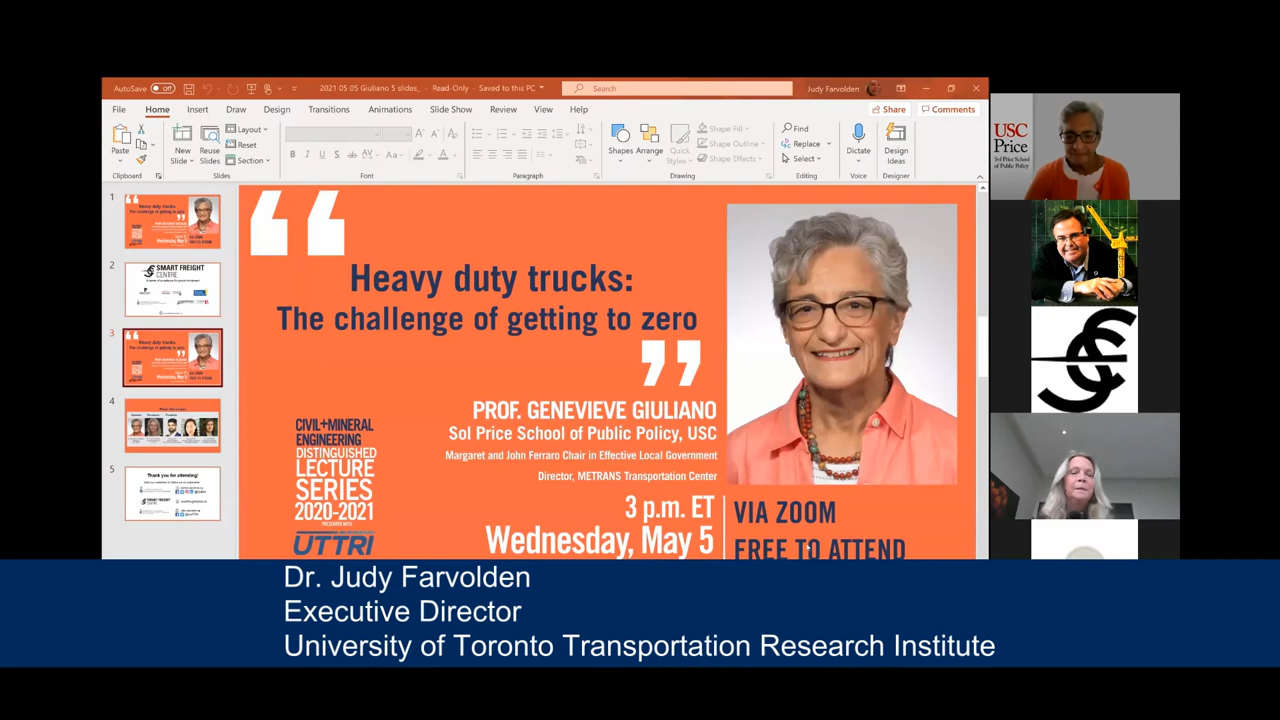 AutoSave Off 2021 05 05 Giuliano 5 slides_ - Read-Only - Saved to this PC Search Judy Farvolden
File Home Insert Draw Design Transitions Animations Slide Show Review View Help Share Comments
Paste New Slide Reuse Slides Layout Reset Section Shapes Arrange Quick Styles Shape Fill Shape Outline Shape Effects Find Replace Select Dictate Design Ideas
Clipboard Slides Font Paragraph Drawing Editing Voice Designer
USC Price
Sol Price School of Public Policy
1
2
SMART FREIGHT CENTRE
3
4
5
Thank you for attending!
“
Heavy duty trucks:
The challenge of getting to zero
”
PROF. GENEVIEVE GIULIANO
Sol Price School of Public Policy, USC
Margaret and John Ferraro Chair in Effective Local Government
Director, METRANS Transportation Center
CIVIL+MINERAL
ENGINEERING
DISTINGUISHED
LECTURE
SERIES
2020-2021
PRESENTED WITH
UTTRI
3 p.m. ET
Wednesday, May 5
VIA ZOOM
FREE TO ATTEND
Dr. Judy Farvolden
Executive Director
University of Toronto Transportation Research Institute